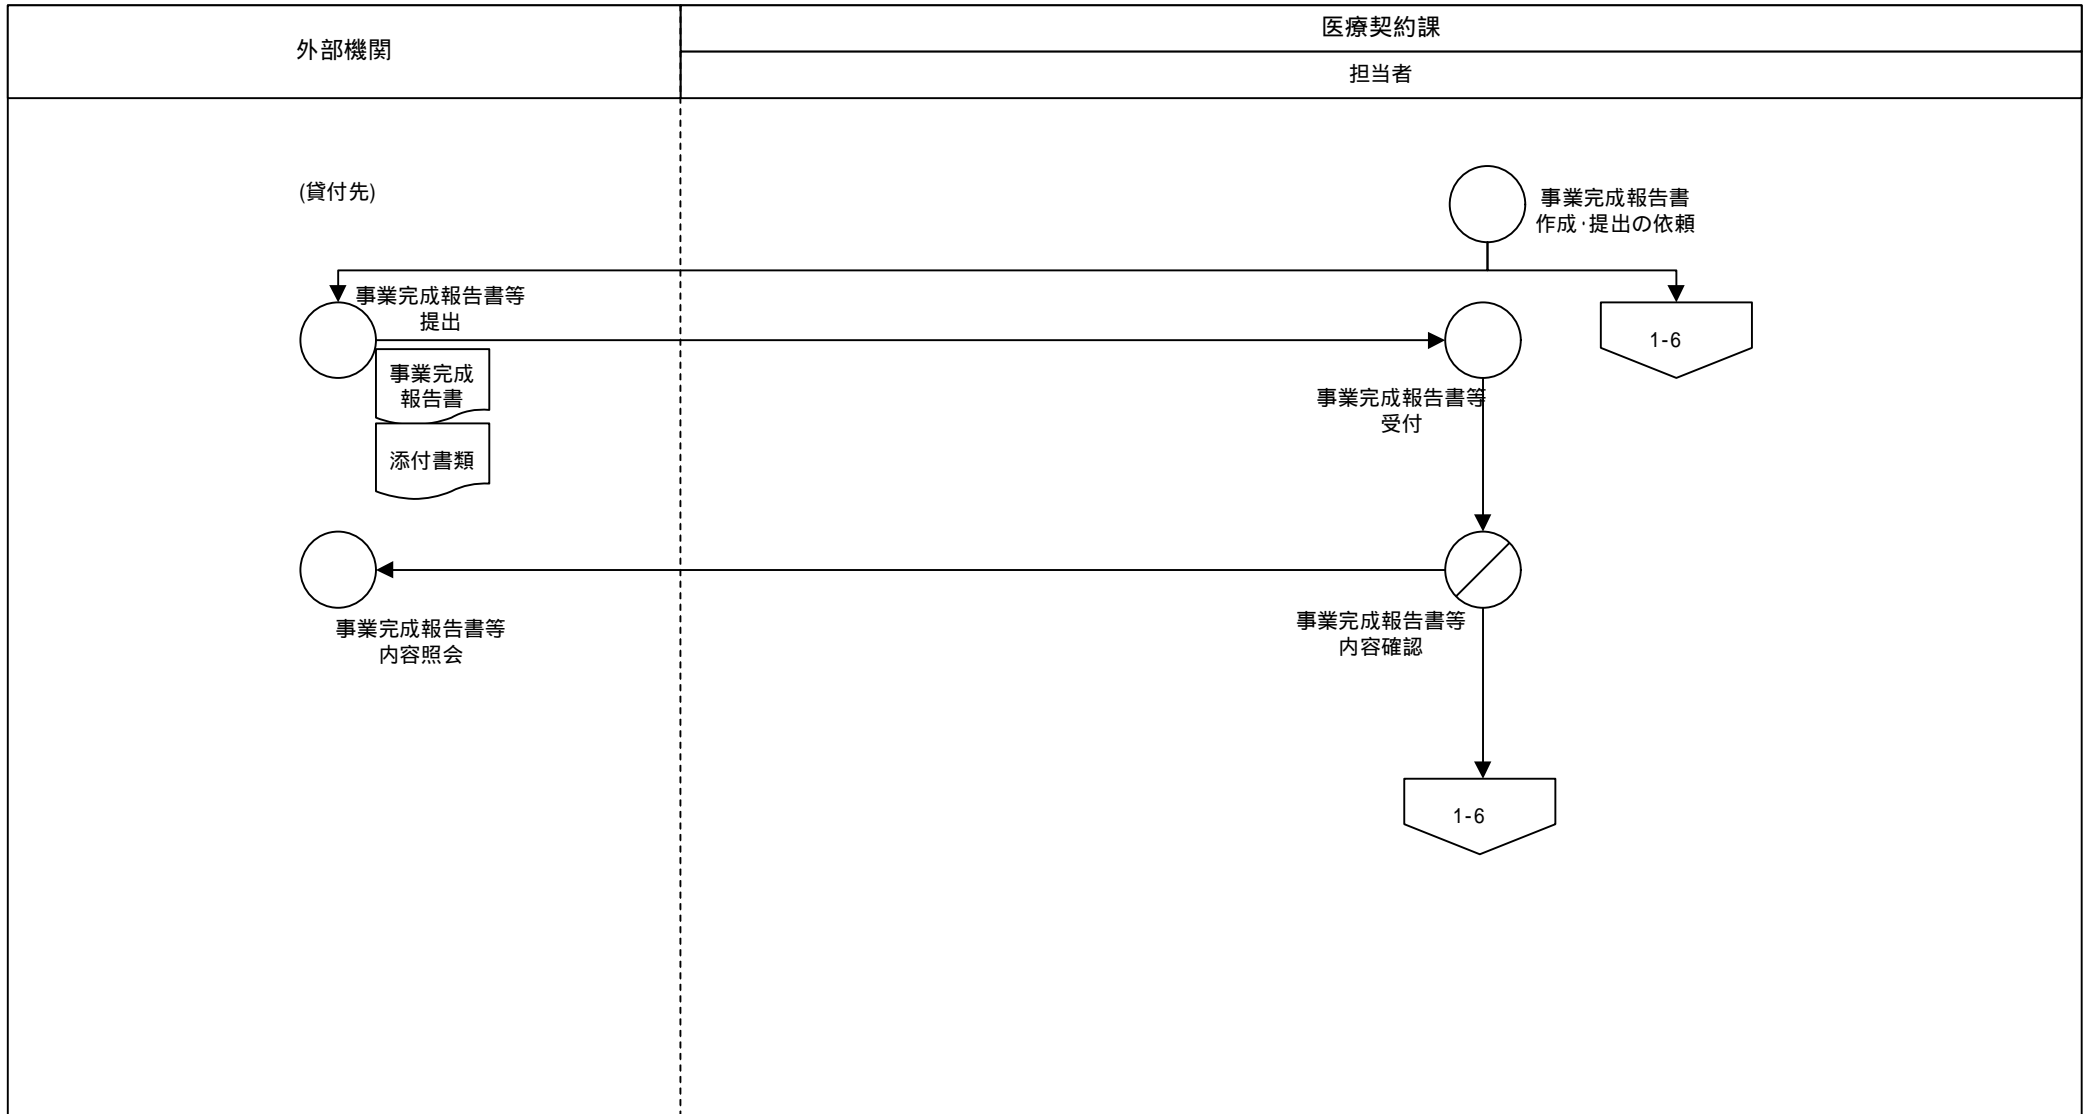 外部機関
医療契約課
担当者
(貸付先)
事業完成報告書
作成・提出の依頼
事業完成報告書等
提出
1-6
事業完成
報告書
添付書類
事業完成報告書等
受付
事業完成報告書等
内容照会
事業完成報告書等
内容確認
1-6